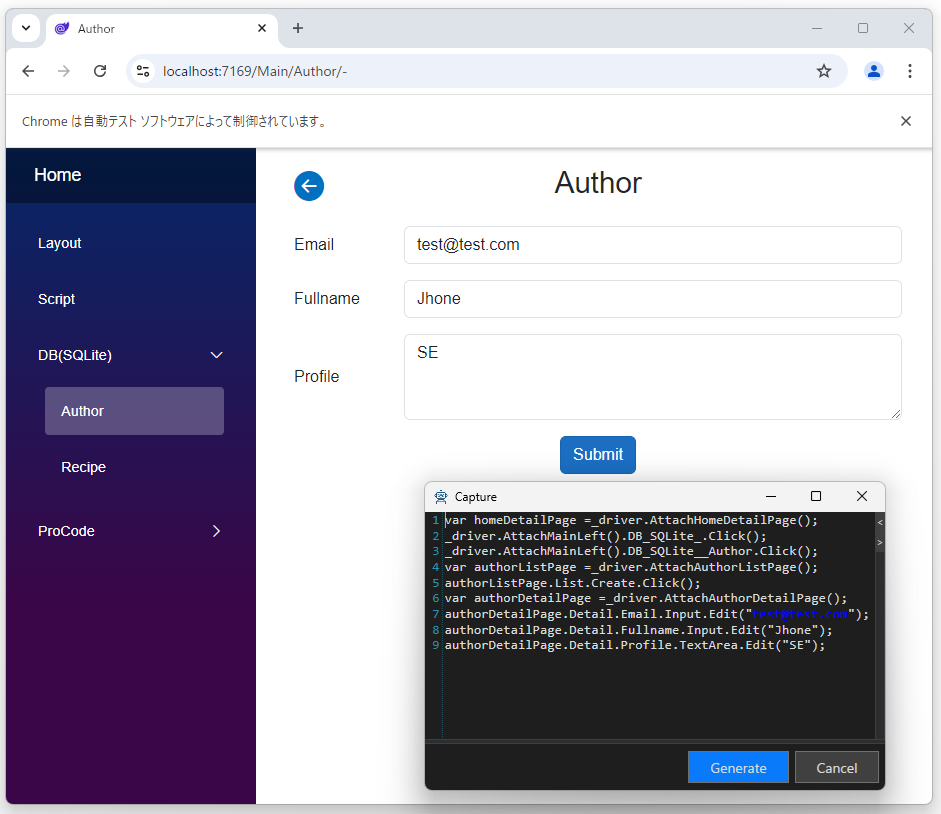 Author
localhost:7169/Main/Author/-
Chrome は自動テスト ソフトウェアによって制御されています。
Home
Layout
Script
DB(SQLite)
Author
Recipe
ProCode
Author
Email
test@test.com
Fullname
Jhone
Profile
SE
Submit
Capture
1 var homeDetailPage =_driver.AttachHomeDetailPage();
2 _driver.AttachMainLeft().DB_SQLite_.Click();
3 _driver.AttachMainLeft().DB_SQLite__Author.Click();
4 var authorListPage =_driver.AttachAuthorListPage();
5 authorListPage.List.Create.Click();
6 var authorDetailPage =_driver.AttachAuthorDetailPage();
7 authorDetailPage.Detail.Email.Input.Edit("test@test.com");
8 authorDetailPage.Detail.Fullname.Input.Edit("Jhone");
9 authorDetailPage.Detail.Profile.TextArea.Edit("SE");
<
>
Generate
Cancel